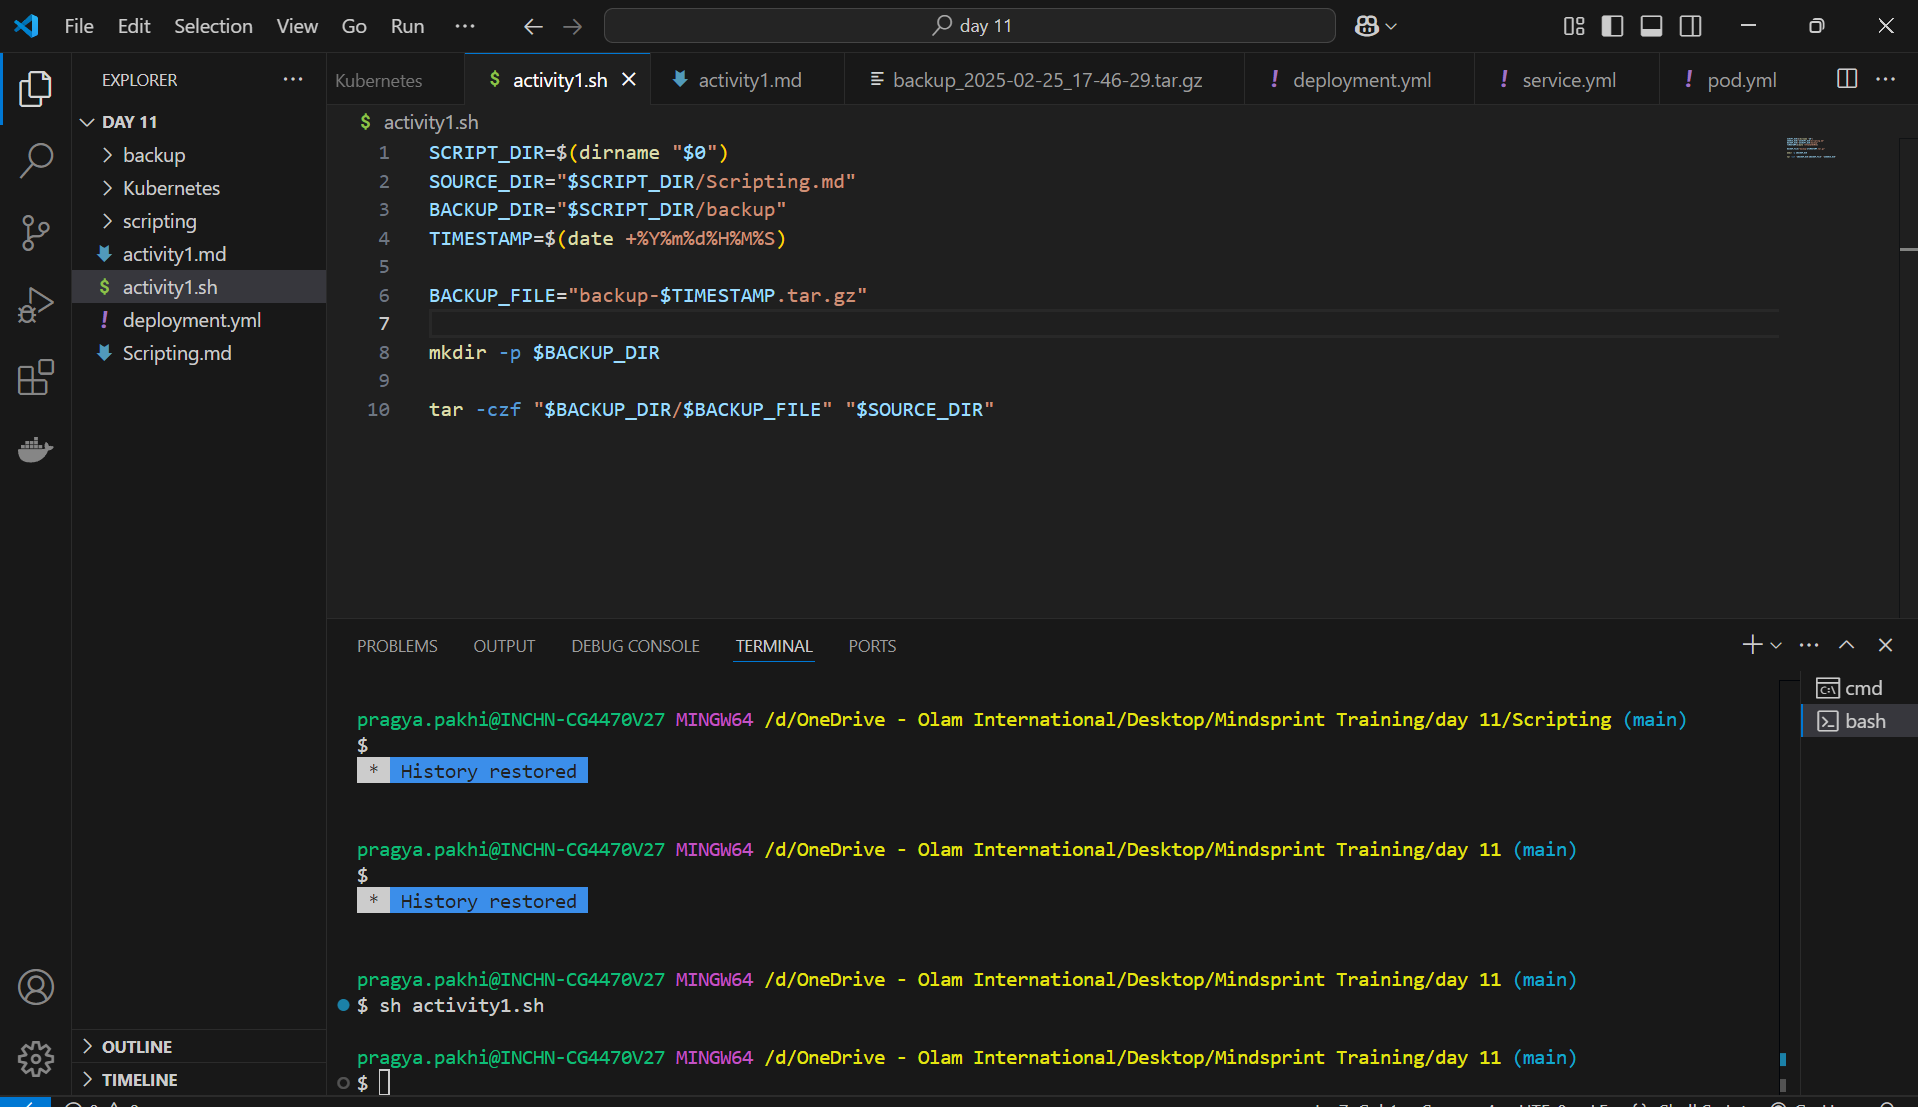 File Edit Selection View Go Run ··· day 11
EXPLORER ···
DAY 11
backup
Kubernetes
scripting
activity1.md
$ activity1.sh
! deployment.yml
Scripting.md
OUTLINE
TIMELINE
Kubernetes $ activity1.sh activity1.md backup_2025-02-25_17-46-29.tar.gz ! deployment.yml ! service.yml ! pod.yml ···
$ activity1.sh
1 SCRIPT_DIR=$(dirname "$0")
2 SOURCE_DIR="$SCRIPT_DIR/Scripting.md"
3 BACKUP_DIR="$SCRIPT_DIR/backup"
4 TIMESTAMP=$(date +%Y%m%d%H%M%S)
5
6 BACKUP_FILE="backup-$TIMESTAMP.tar.gz"
7
8 mkdir -p $BACKUP_DIR
9
10 tar -czf "$BACKUP_DIR/$BACKUP_FILE" "$SOURCE_DIR"
PROBLEMS OUTPUT DEBUG CONSOLE TERMINAL PORTS
pragya.pakhi@INCHN-CG4470V27 MINGW64 /d/OneDrive - Olam International/Desktop/Mindsprint Training/day 11/Scripting (main)
$
* History restored
pragya.pakhi@INCHN-CG4470V27 MINGW64 /d/OneDrive - Olam International/Desktop/Mindsprint Training/day 11 (main)
$
* History restored
pragya.pakhi@INCHN-CG4470V27 MINGW64 /d/OneDrive - Olam International/Desktop/Mindsprint Training/day 11 (main)
$ sh activity1.sh
pragya.pakhi@INCHN-CG4470V27 MINGW64 /d/OneDrive - Olam International/Desktop/Mindsprint Training/day 11 (main)
$
cmd
bash